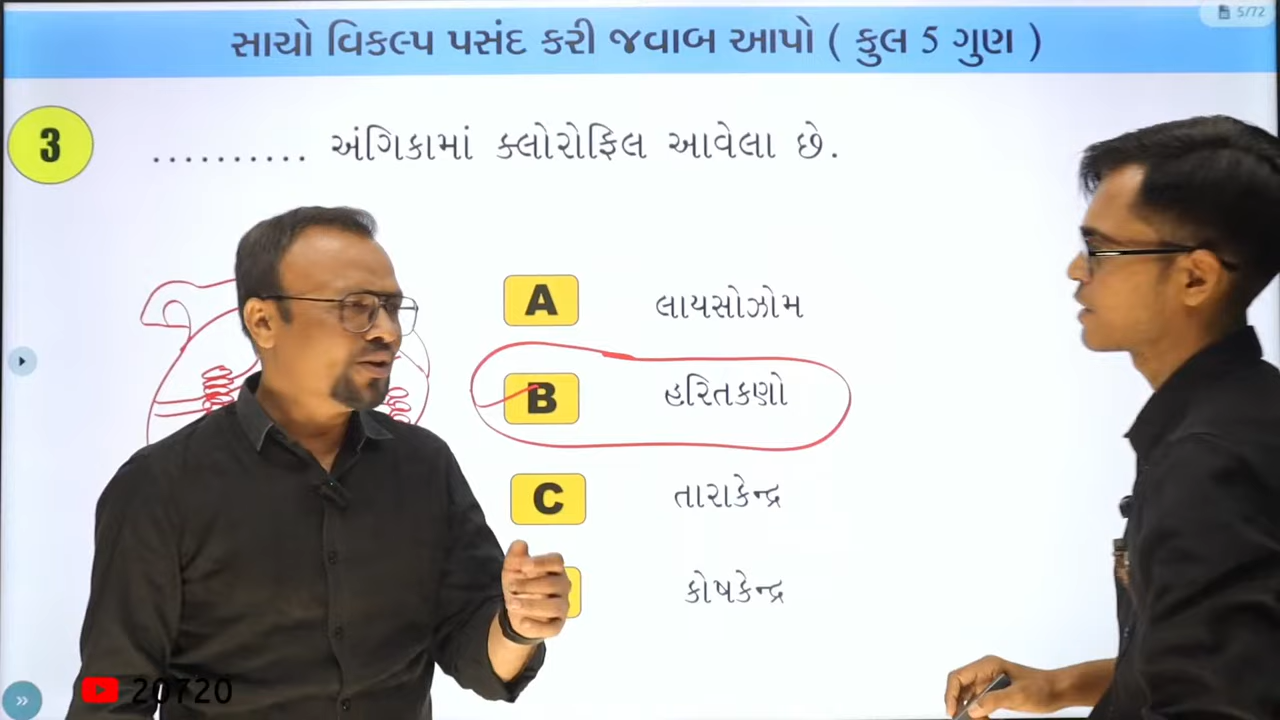 5/72
સાચો વિકલ્પ પસંદ કરી જવાબ આપો ( કુલ 5 ગુણ )
3
.......... અંગિકામાં ક્લોરોફિલ આવેલા છે.
A લાયસોઝોમ
B હરિતકણો
C તારાકેન્દ્ર
કોષકેન્દ્ર
20720